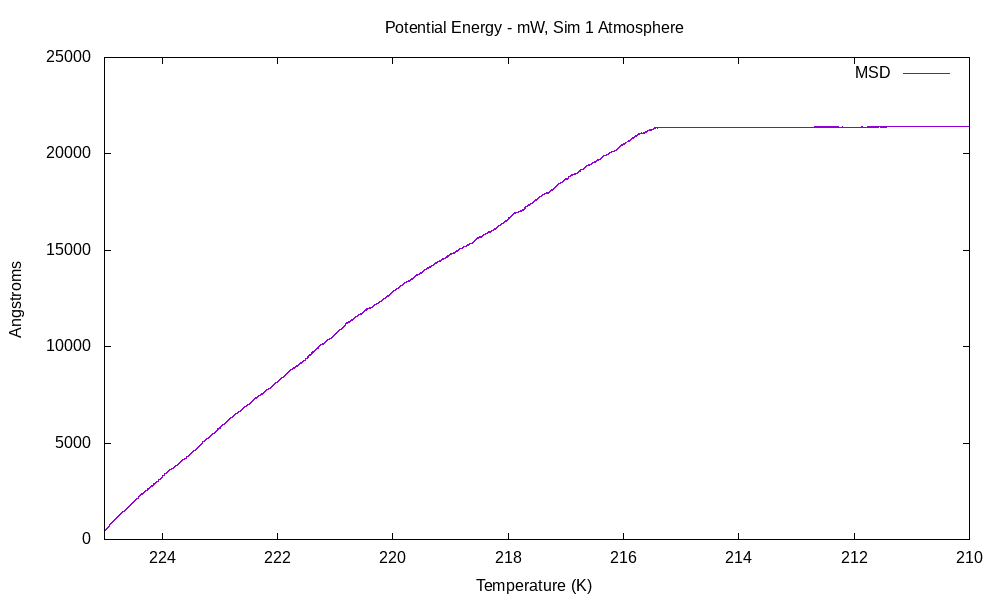 Potential Energy - mW, Sim 1 Atmosphere
25000
MSD
20000
15000
Angstroms
10000
5000
0
224 222 220 218 216 214 212 210
Temperature (K)